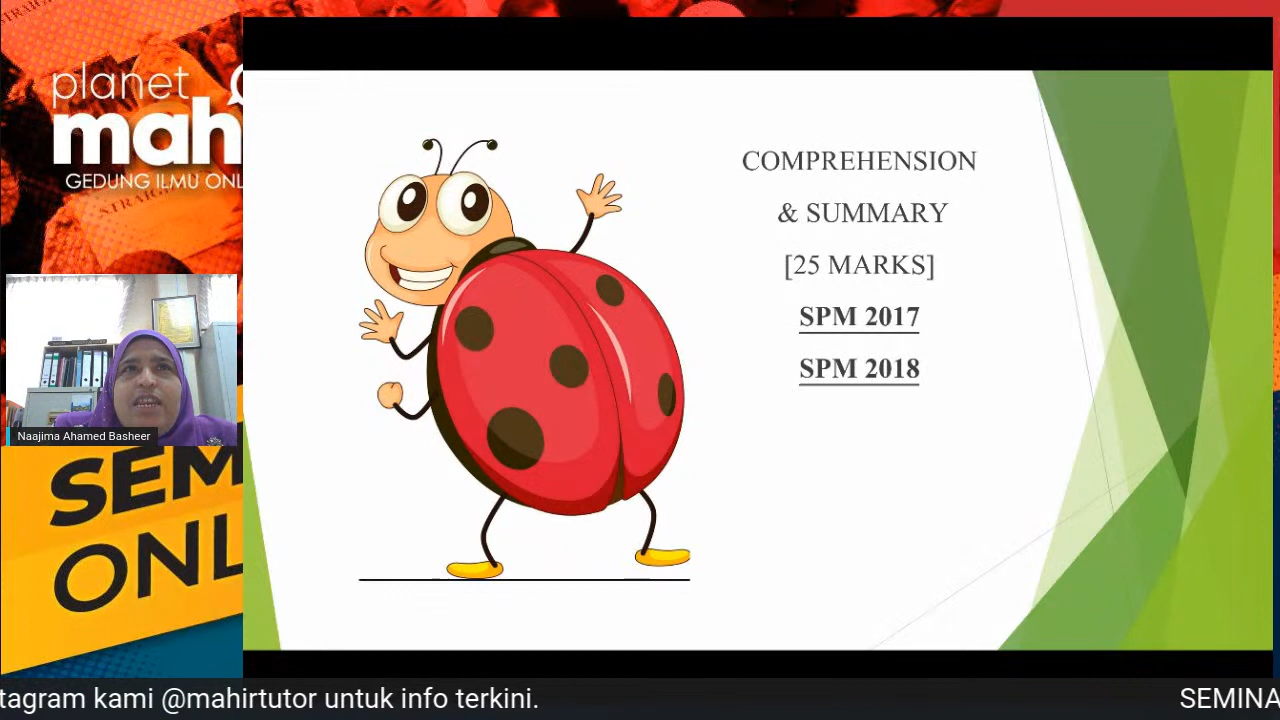 planet
mah
GEDUNG ILMU ONL
COMPREHENSION
& SUMMARY
[25 MARKS]
SPM 2017
SPM 2018
Naajima Ahamed Basheer
SEM
ONL
tagram kami @mahirtutor untuk info terkini.
SEMINA